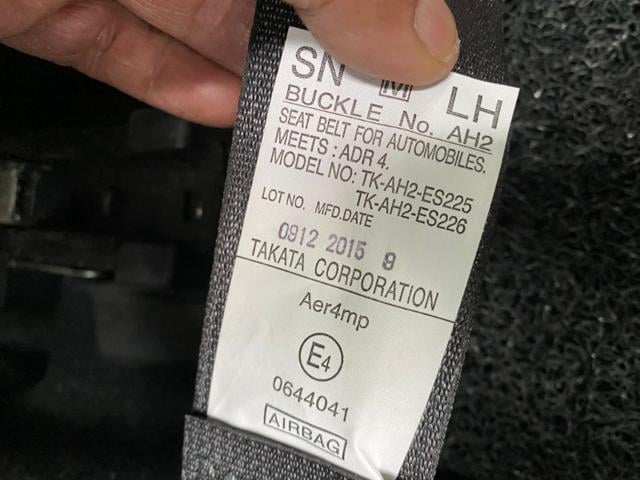 SN M LH
BUCKLE No. AH2
SEAT BELT FOR AUTOMOBILES.
MEETS : ADR 4.
MODEL NO: TK-AH2-ES225
TK-AH2-ES226
LOT NO. MFD.DATE
0912 2015 9
TAKATA CORPORATION
Aer4mp
E4
0644041
AIRBAG